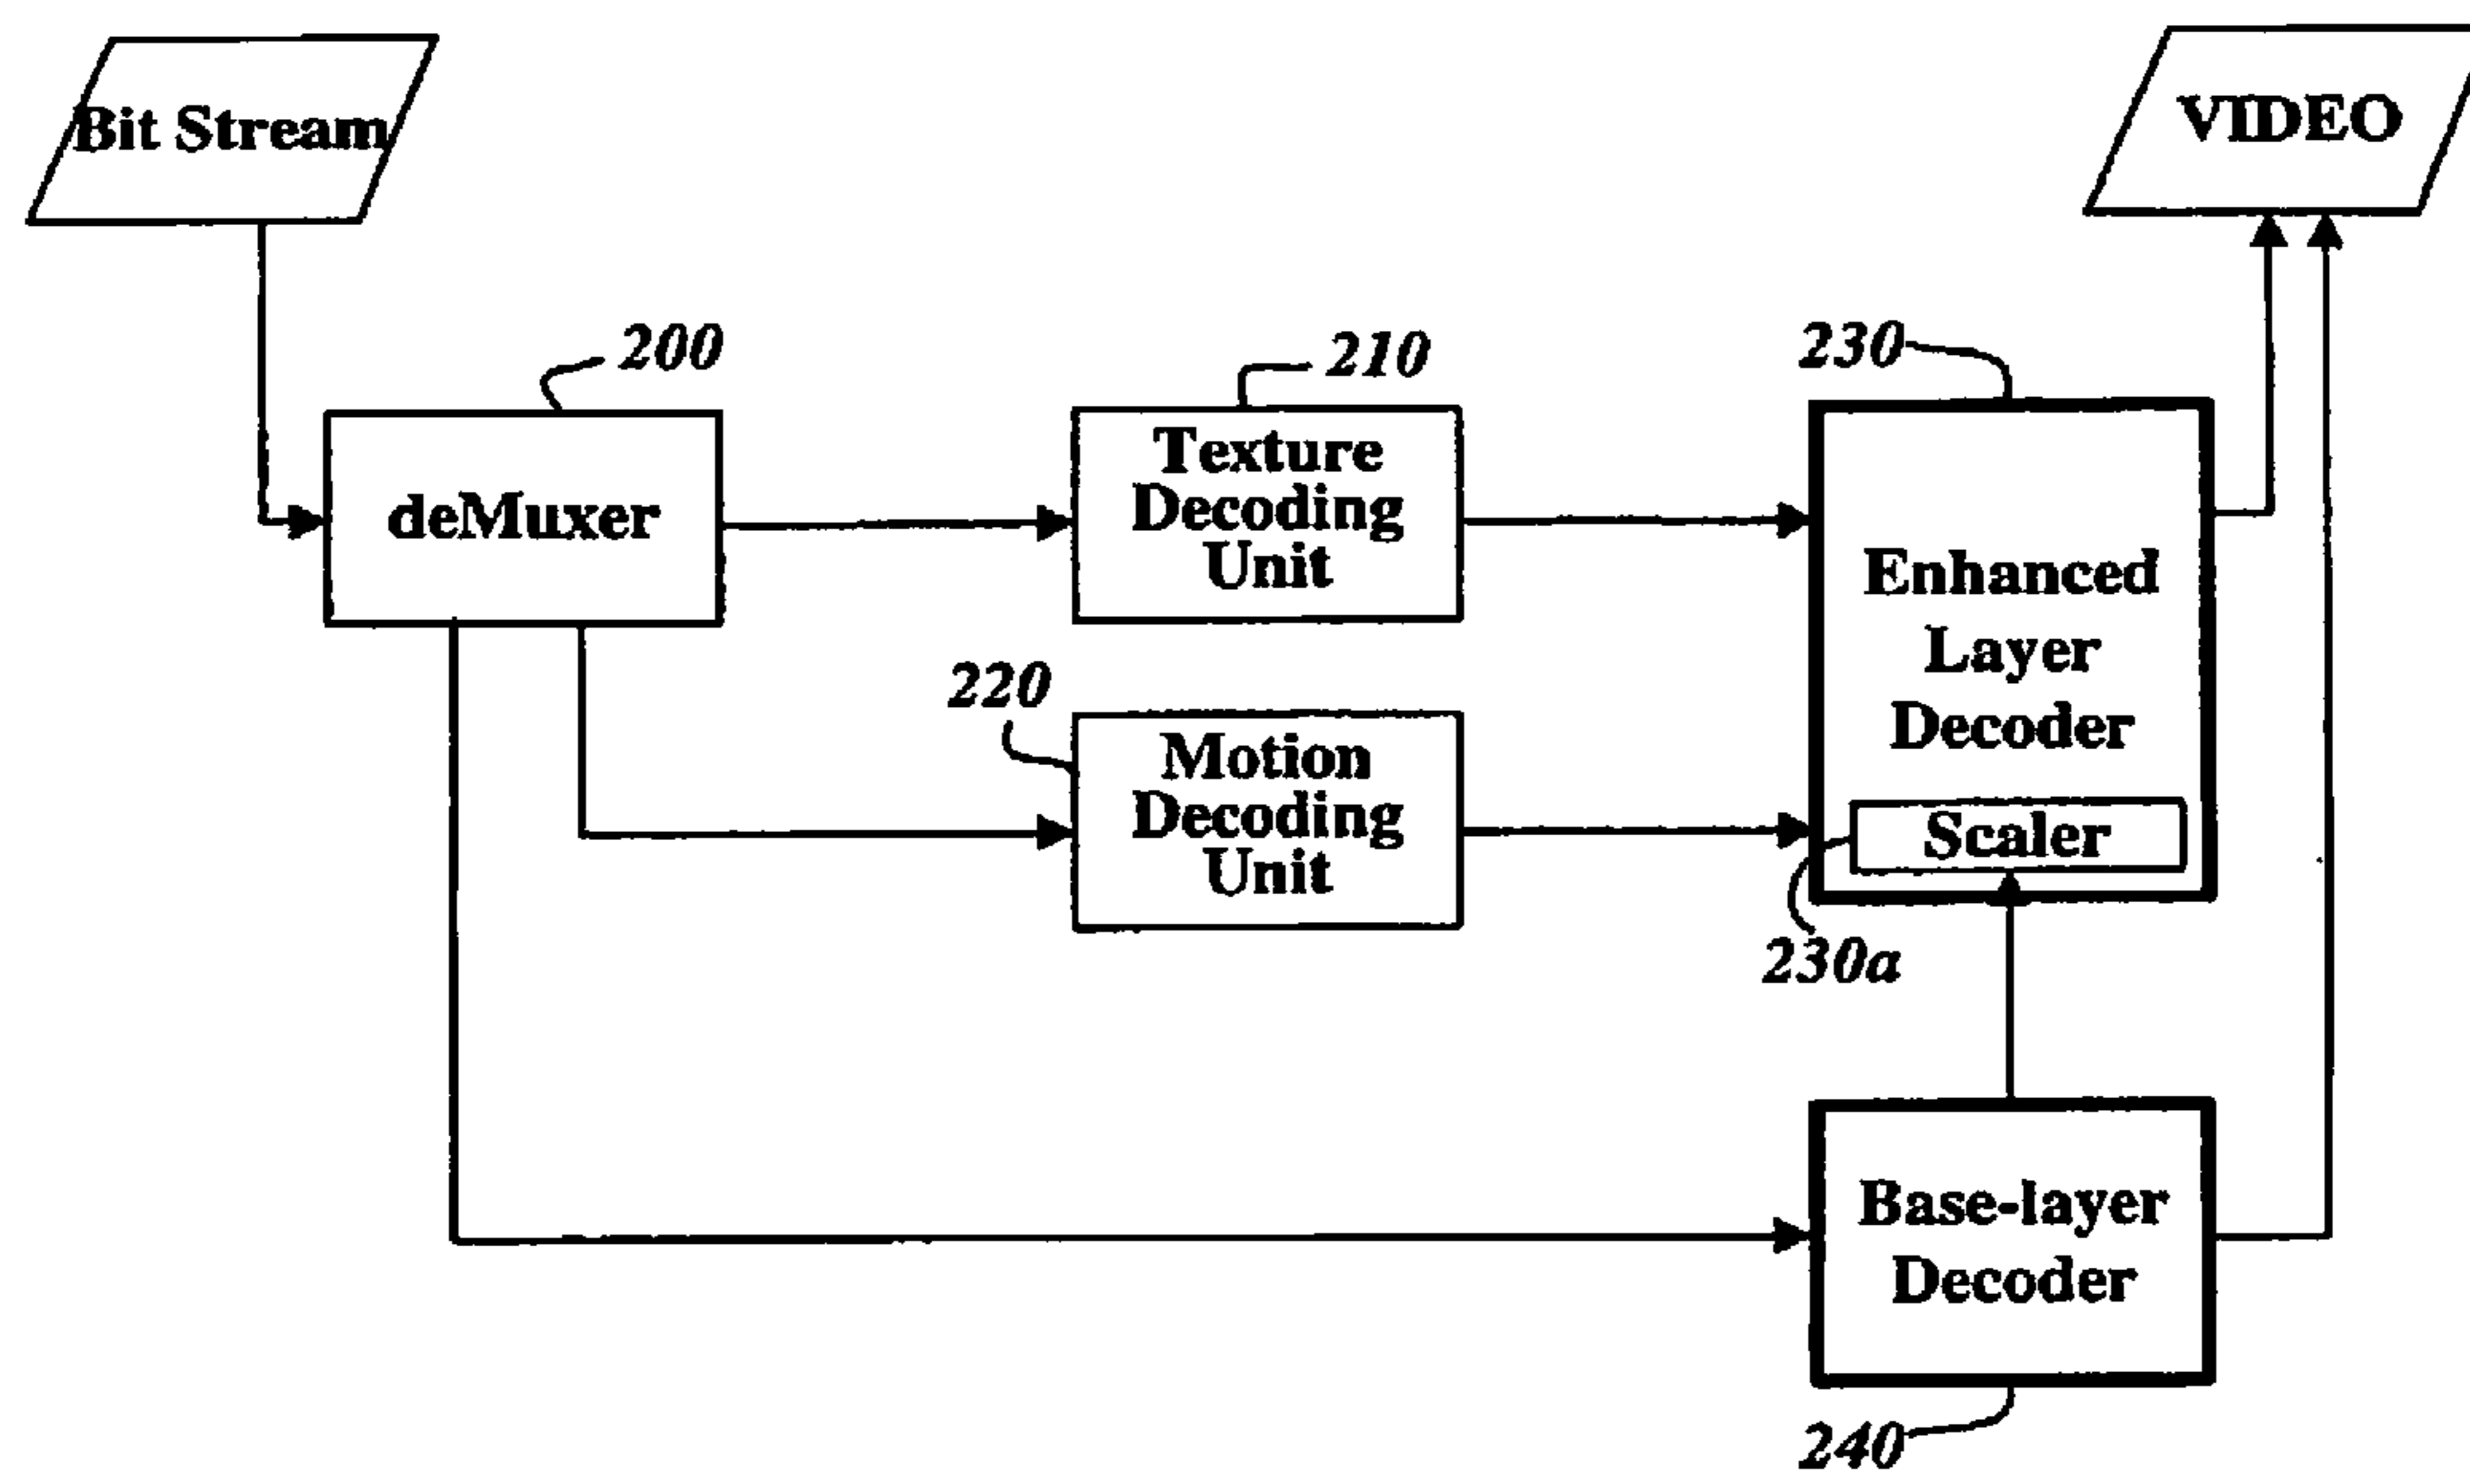 Bit Stream
VIDEO
200
210
230
deMuxer
Texture
Decoding
Unit
Enhanced
Layer
Decoder
220
Motion
Decoding
Unit
Scaler
230a
Base-layer
Decoder
240